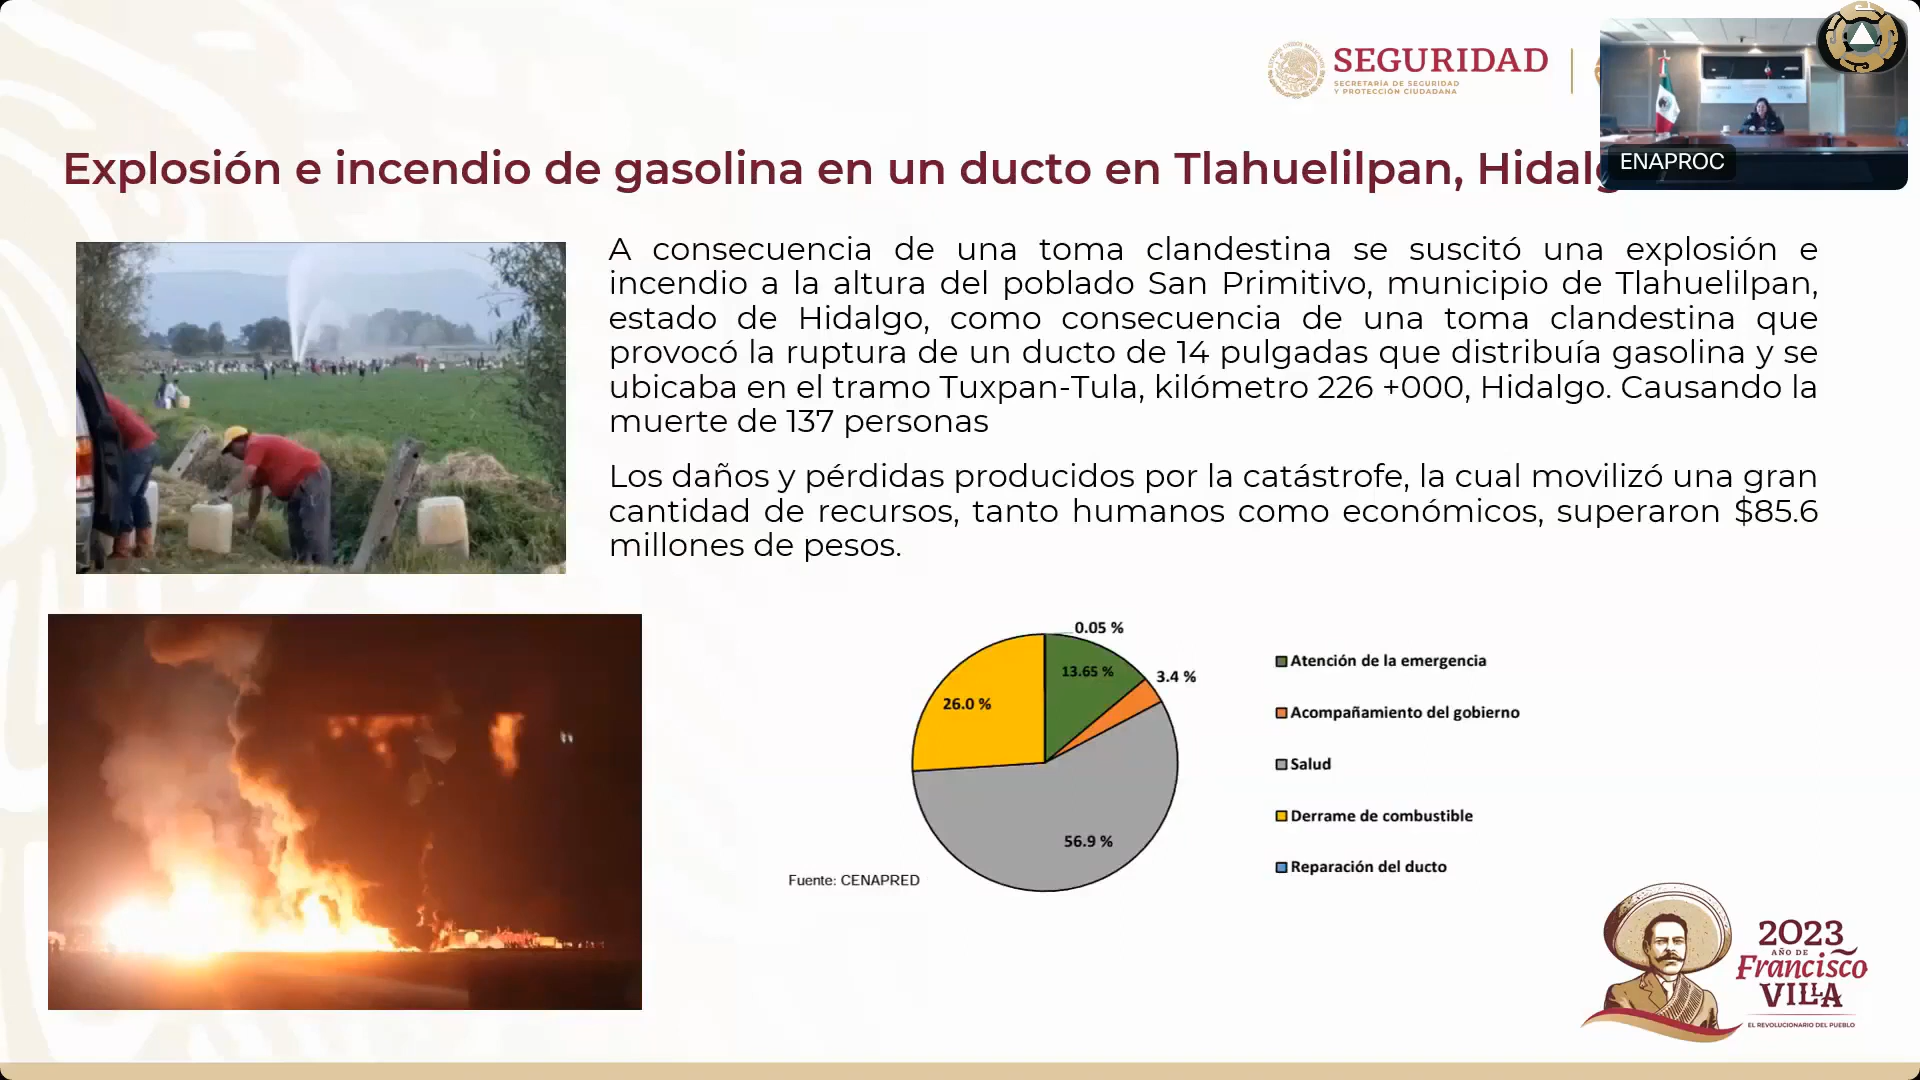 SEGURIDAD
SECRETARÍA DE SEGURIDAD
Y PROTECCIÓN CIUDADANA
ENAPROC
Explosión e incendio de gasolina en un ducto en Tlahuelilpan, Hidalg
A consecuencia de una toma clandestina se suscitó una explosión e
incendio a la altura del poblado San Primitivo, municipio de Tlahuelilpan,
estado de Hidalgo, como consecuencia de una toma clandestina que
provocó la ruptura de un ducto de 14 pulgadas que distribuía gasolina y se
ubicaba en el tramo Tuxpan-Tula, kilómetro 226 +000, Hidalgo. Causando la
muerte de 137 personas
Los daños y pérdidas producidos por la catástrofe, la cual movilizó una gran
cantidad de recursos, tanto humanos como económicos, superaron $85.6
millones de pesos.
0.05 %
13.65 %
3.4 %
26.0 %
56.9 %
Atención de la emergencia
Acompañamiento del gobierno
Salud
Derrame de combustible
Reparación del ducto
Fuente: CENAPRED
2023
AÑO DE
Francisco
VILLA
EL REVOLUCIONARIO DEL PUEBLO